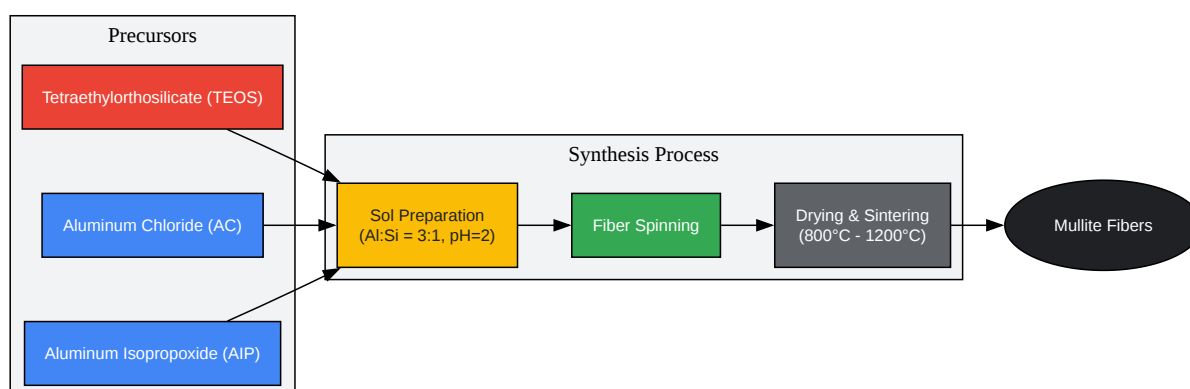 Precursors
Tetraethylorthosilicate (TEOS)
Aluminum Chloride (AC)
Aluminum Isopropoxide (AIP)
Synthesis Process
Sol Preparation
(Al:Si = 3:1, pH=2)
Fiber Spinning
Drying & Sintering
(800°C - 1200°C)
Mullite Fibers